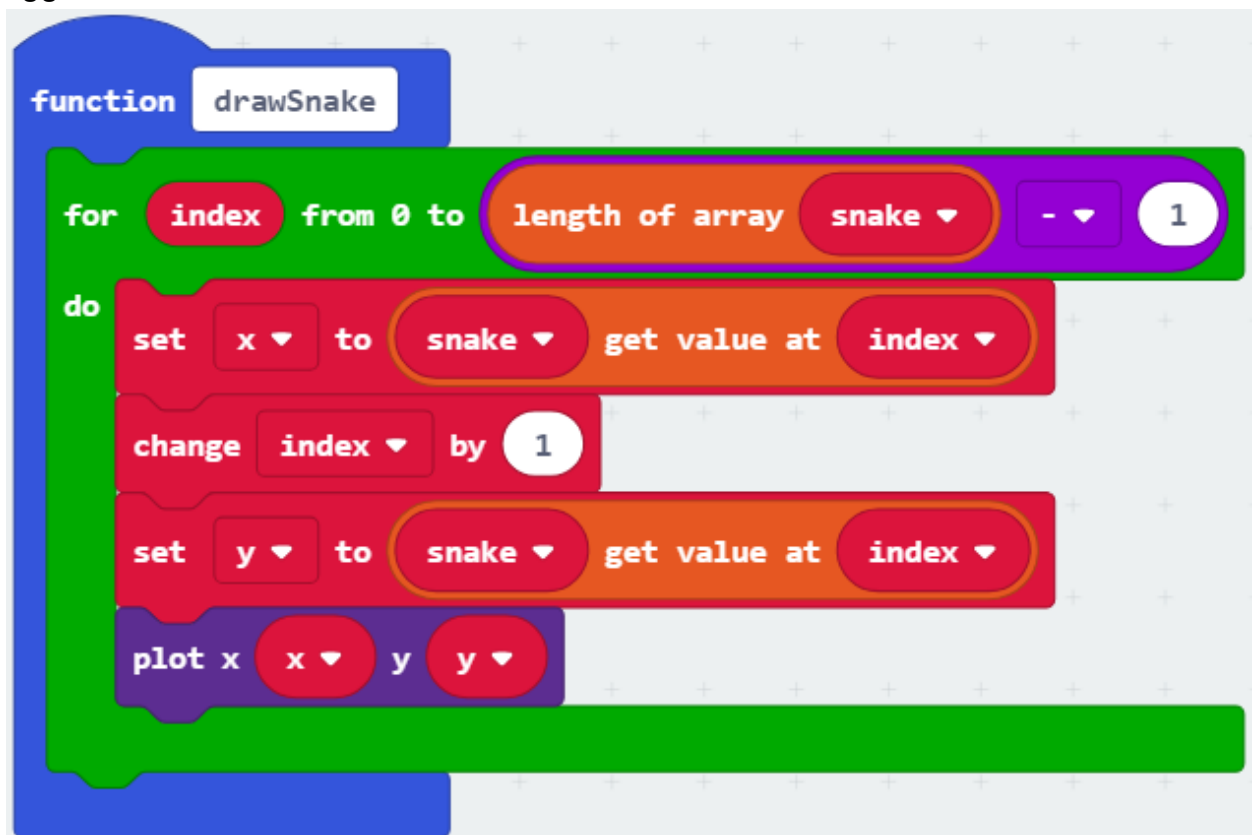 function drawSnake
for index from 0 to length of array snake - 1
do
set x to snake get value at index
change index by 1
set y to snake get value at index
plot x x y y